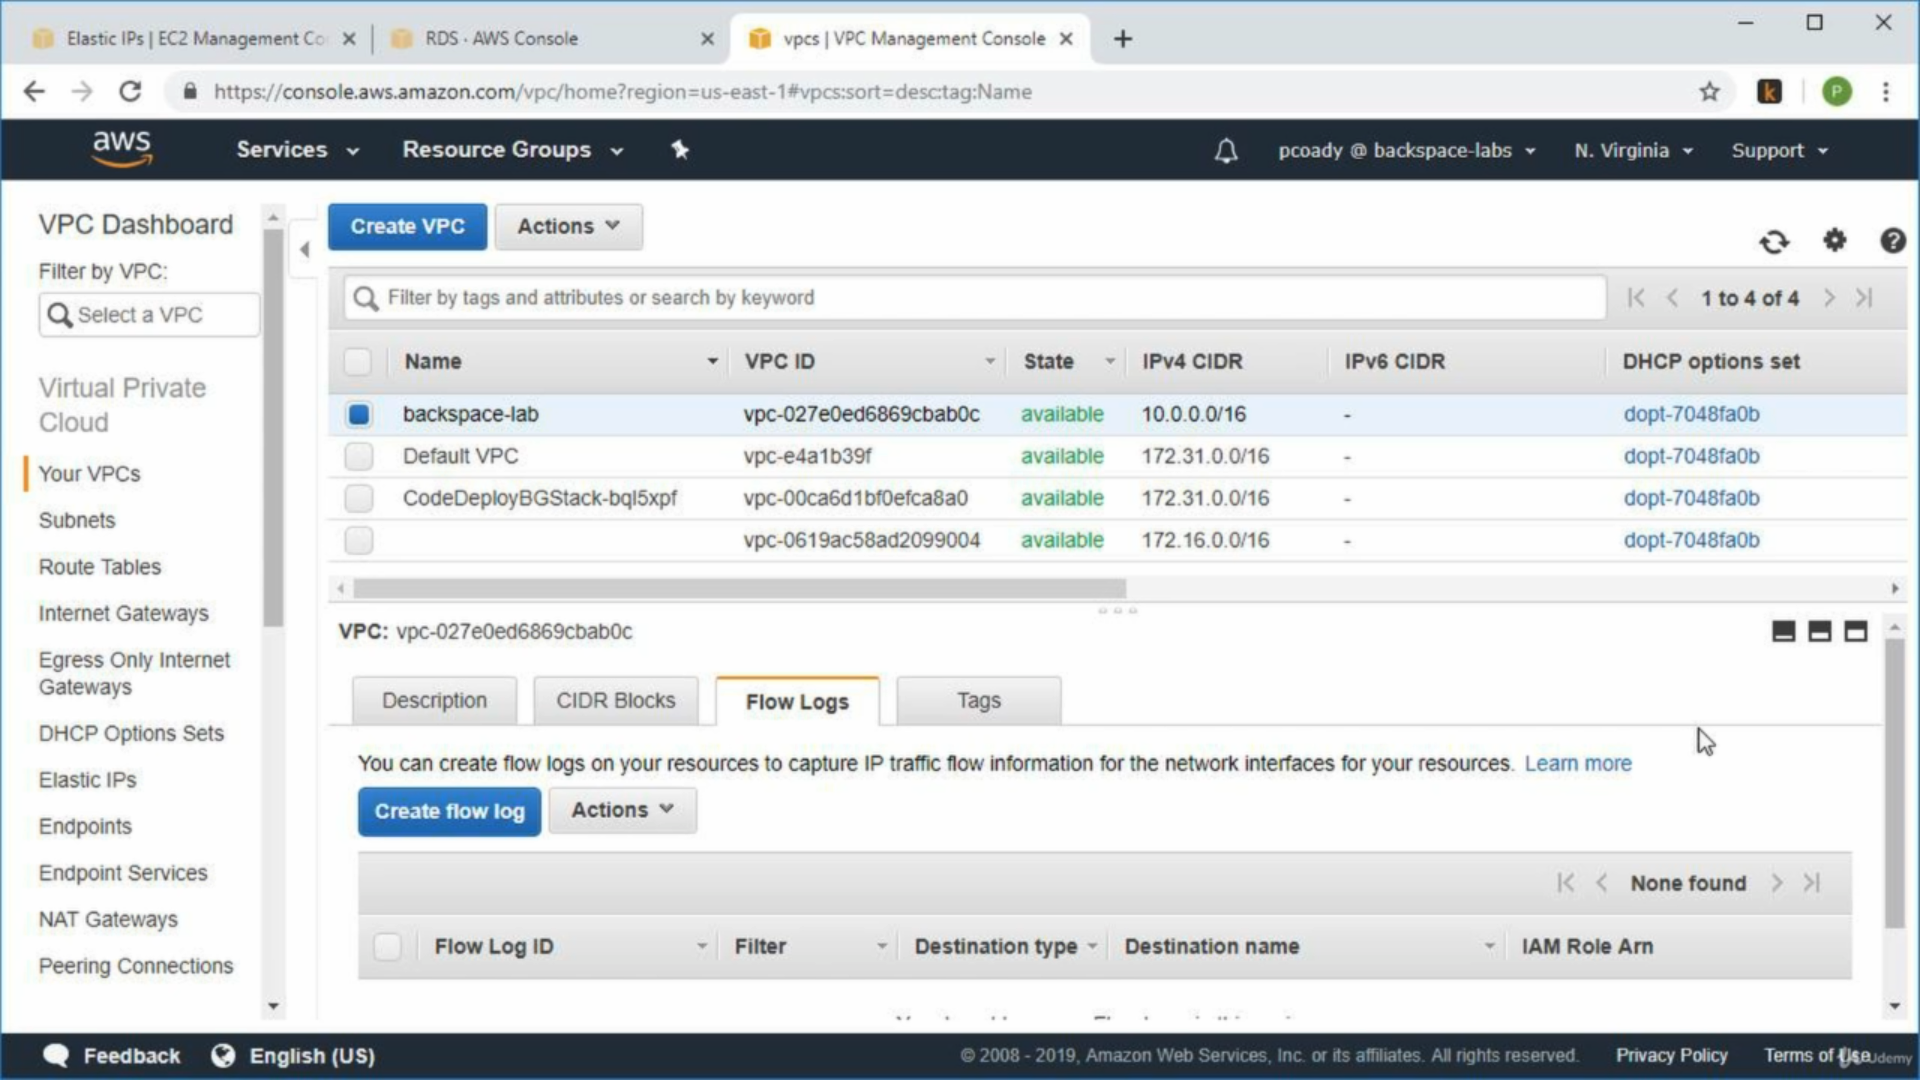 Elastic IPs | EC2 Management Co
RDS · AWS Console
vpcs | VPC Management Console
https://console.aws.amazon.com/vpc/home?region=us-east-1#vpcs:sort=desc:tag:Name
k
P
aws
Services
Resource Groups
pcoady @ backspace-labs
N. Virginia
Support
VPC Dashboard
Filter by VPC:
Select a VPC
Virtual Private
Cloud
Your VPCs
Subnets
Route Tables
Internet Gateways
Egress Only Internet
Gateways
DHCP Options Sets
Elastic IPs
Endpoints
Endpoint Services
NAT Gateways
Peering Connections
Create VPC
Actions
Filter by tags and attributes or search by keyword
1 to 4 of 4
Name VPC ID State IPv4 CIDR IPv6 CIDR DHCP options set
backspace-lab vpc-027e0ed6869cbab0c available 10.0.0.0/16 - dopt-7048fa0b
Default VPC vpc-e4a1b39f available 172.31.0.0/16 - dopt-7048fa0b
CodeDeployBGStack-bql5xpf vpc-00ca6d1bf0efca8a0 available 172.31.0.0/16 - dopt-7048fa0b
vpc-0619ac58ad2099004 available 172.16.0.0/16 - dopt-7048fa0b
VPC: vpc-027e0ed6869cbab0c
Description
CIDR Blocks
Flow Logs
Tags
You can create flow logs on your resources to capture IP traffic flow information for the network interfaces for your resources. Learn more
Create flow log
Actions
None found
Flow Log ID Filter Destination type Destination name IAM Role Arn
Feedback
English (US)
© 2008 - 2019, Amazon Web Services, Inc. or its affiliates. All rights reserved.
Privacy Policy
Terms of Use
Udemy